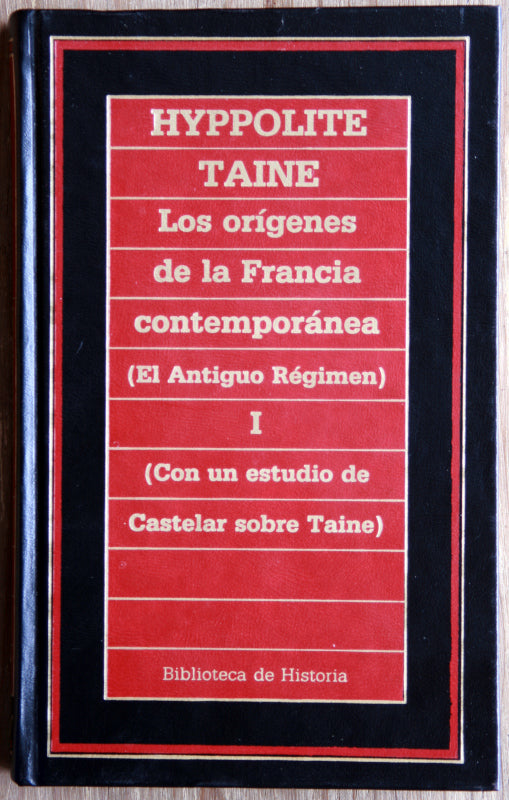 HYPPOLITE
TAINE
Los orígenes
de la Francia
contemporánea
(El Antiguo Régimen)
I
(Con un estudio de
Castelar sobre Taine)
Biblioteca de Historia